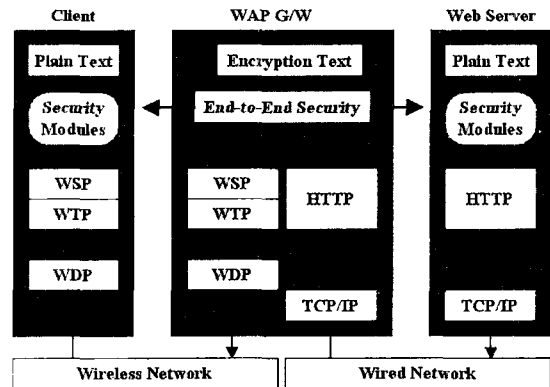 Client WAP G/W Web Server
Plain Text Encryption Text Plain Text
Security Modules End-to-End Security Security Modules
WSP WSP HTTP HTTP
WTP WTP
WDP WDP
TCP/IP TCP/IP
Wireless Network Wired Network